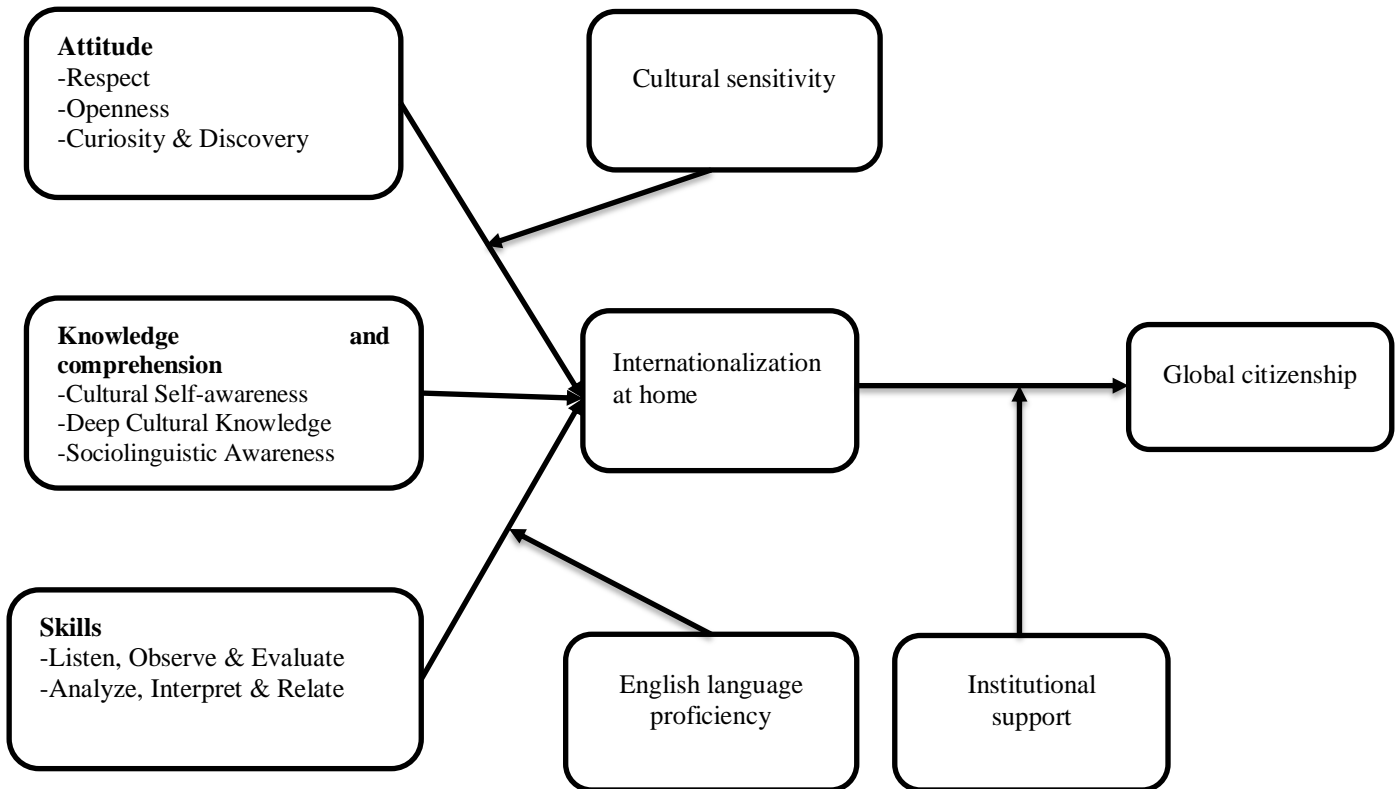 Attitude
-Respect
-Openness
-Curiosity & Discovery
Cultural sensitivity
Knowledge and
comprehension
-Cultural Self-awareness
-Deep Cultural Knowledge
-Sociolinguistic Awareness
Internationalization
at home
Global citizenship
Skills
-Listen, Observe & Evaluate
-Analyze, Interpret & Relate
English language
proficiency
Institutional
support